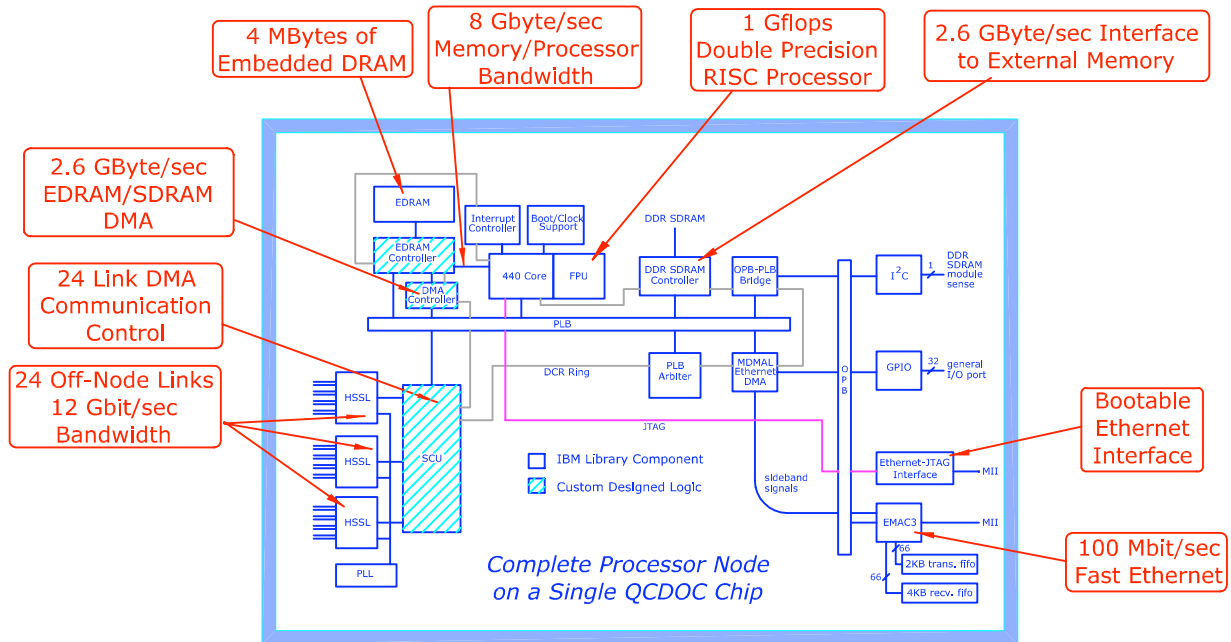 4 MBytes of
Embedded DRAM
8 Gbyte/sec
Memory/Processor
Bandwidth
1 Gflops
Double Precision
RISC Processor
2.6 GByte/sec Interface
to External Memory
2.6 GByte/sec
EDRAM/SDRAM
DMA
24 Link DMA
Communication
Control
24 Off-Node Links
12 Gbit/sec
Bandwidth
EDRAM
Interrupt
Controller
Boot/Clock
Support
DDR SDRAM
EDRAM
Controller
440 Core
FPU
DDR SDRAM
Controller
OPB-PLB
Bridge
I2C
1
DDR
SDRAM
module
sense
DMA
Controller
PLB
PLB
Arbiter
MDMAL
Ethernet
DMA
OPB
GPIO
32
general
I/O port
DCR Ring
HSSL
HSSL
HSSL
SCU
PLL
JTAG
IBM Library Component
Custom Designed Logic
sideband
signals
Ethernet-JTAG
Interface
MII
Bootable
Ethernet
Interface
EMAC3
MII
66
2KB trans. fifo
66
4KB recv. fifo
100 Mbit/sec
Fast Ethernet
Complete Processor Node
on a Single QCDOC Chip